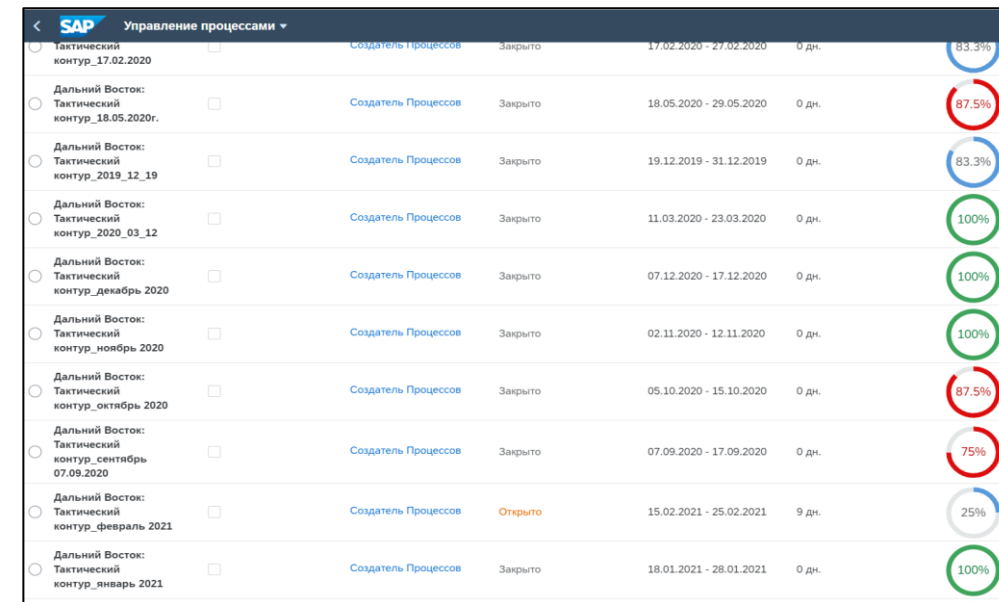 SAP Управление процессами
Тактический
контур_17.02.2020
Создатель Процессов Закрыто 17.02.2020 - 27.02.2020 0 дн. 83.3%
Дальний Восток:
Тактический
контур_18.05.2020г.
Создатель Процессов Закрыто 18.05.2020 - 29.05.2020 0 дн. 87.5%
Дальний Восток:
Тактический
контур_2019_12_19
Создатель Процессов Закрыто 19.12.2019 - 31.12.2019 0 дн. 83.3%
Дальний Восток:
Тактический
контур_2020_03_12
Создатель Процессов Закрыто 11.03.2020 - 23.03.2020 0 дн. 100%
Дальний Восток:
Тактический
контур_декабрь 2020
Создатель Процессов Закрыто 07.12.2020 - 17.12.2020 0 дн. 100%
Дальний Восток:
Тактический
контур_ноябрь 2020
Создатель Процессов Закрыто 02.11.2020 - 12.11.2020 0 дн. 100%
Дальний Восток:
Тактический
контур_октябрь 2020
Создатель Процессов Закрыто 05.10.2020 - 15.10.2020 0 дн. 87.5%
Дальний Восток:
Тактический
контур_сентябрь
07.09.2020
Создатель Процессов Закрыто 07.09.2020 - 17.09.2020 0 дн. 75%
Дальний Восток:
Тактический
контур_февраль 2021
Создатель Процессов Открыто 15.02.2021 - 25.02.2021 9 дн. 25%
Дальний Восток:
Тактический
контур_январь 2021
Создатель Процессов Закрыто 18.01.2021 - 28.01.2021 0 дн. 100%